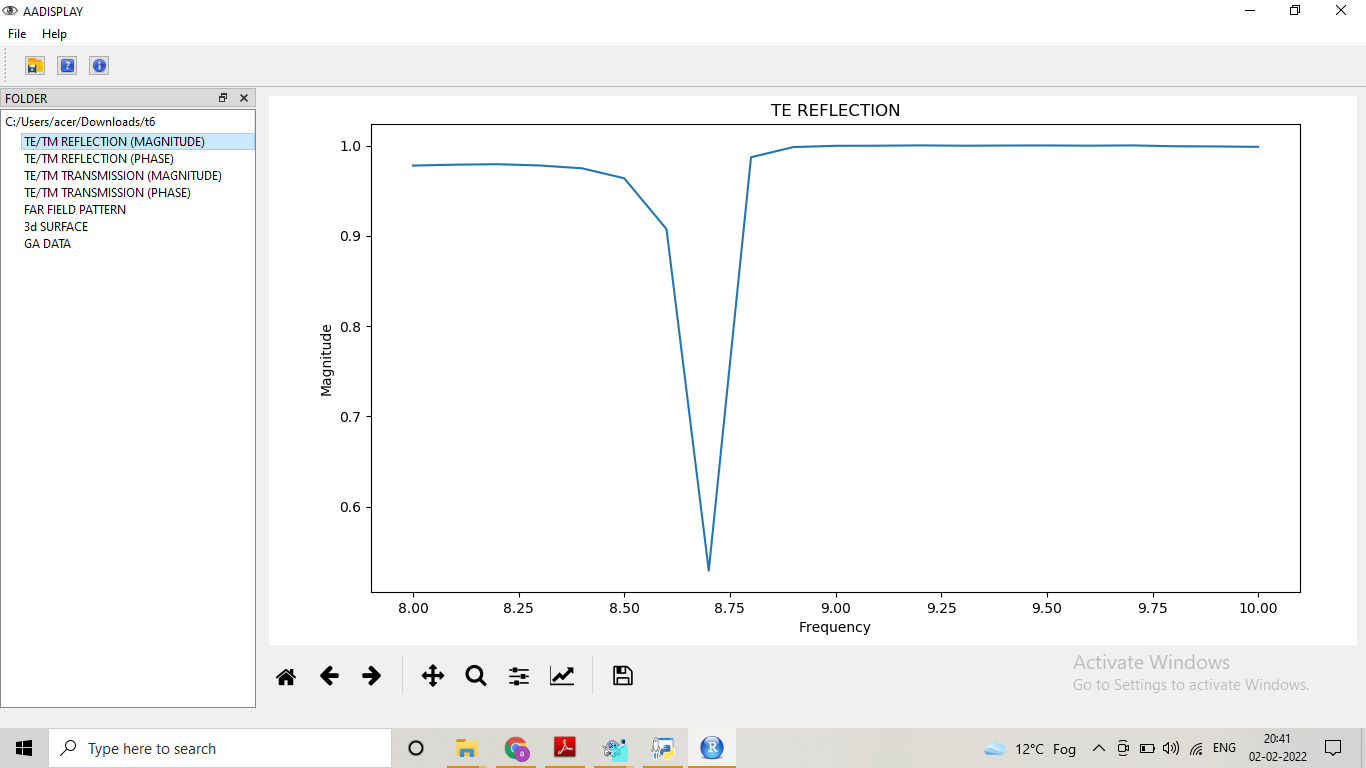 AADISPLAY
File Help
FOLDER
C:/Users/acer/Downloads/t6
TE/TM REFLECTION (MAGNITUDE)
TE/TM REFLECTION (PHASE)
TE/TM TRANSMISSION (MAGNITUDE)
TE/TM TRANSMISSION (PHASE)
FAR FIELD PATTERN
3d SURFACE
GA DATA
TE REFLECTION
Magnitude
1.0
0.9
0.8
0.7
0.6
8.00 8.25 8.50 8.75 9.00 9.25 9.50 9.75 10.00
Frequency
Activate Windows
Go to Settings to activate Windows.
Type here to search
a
R
12°C Fog
ENG
20:41
02-02-2022